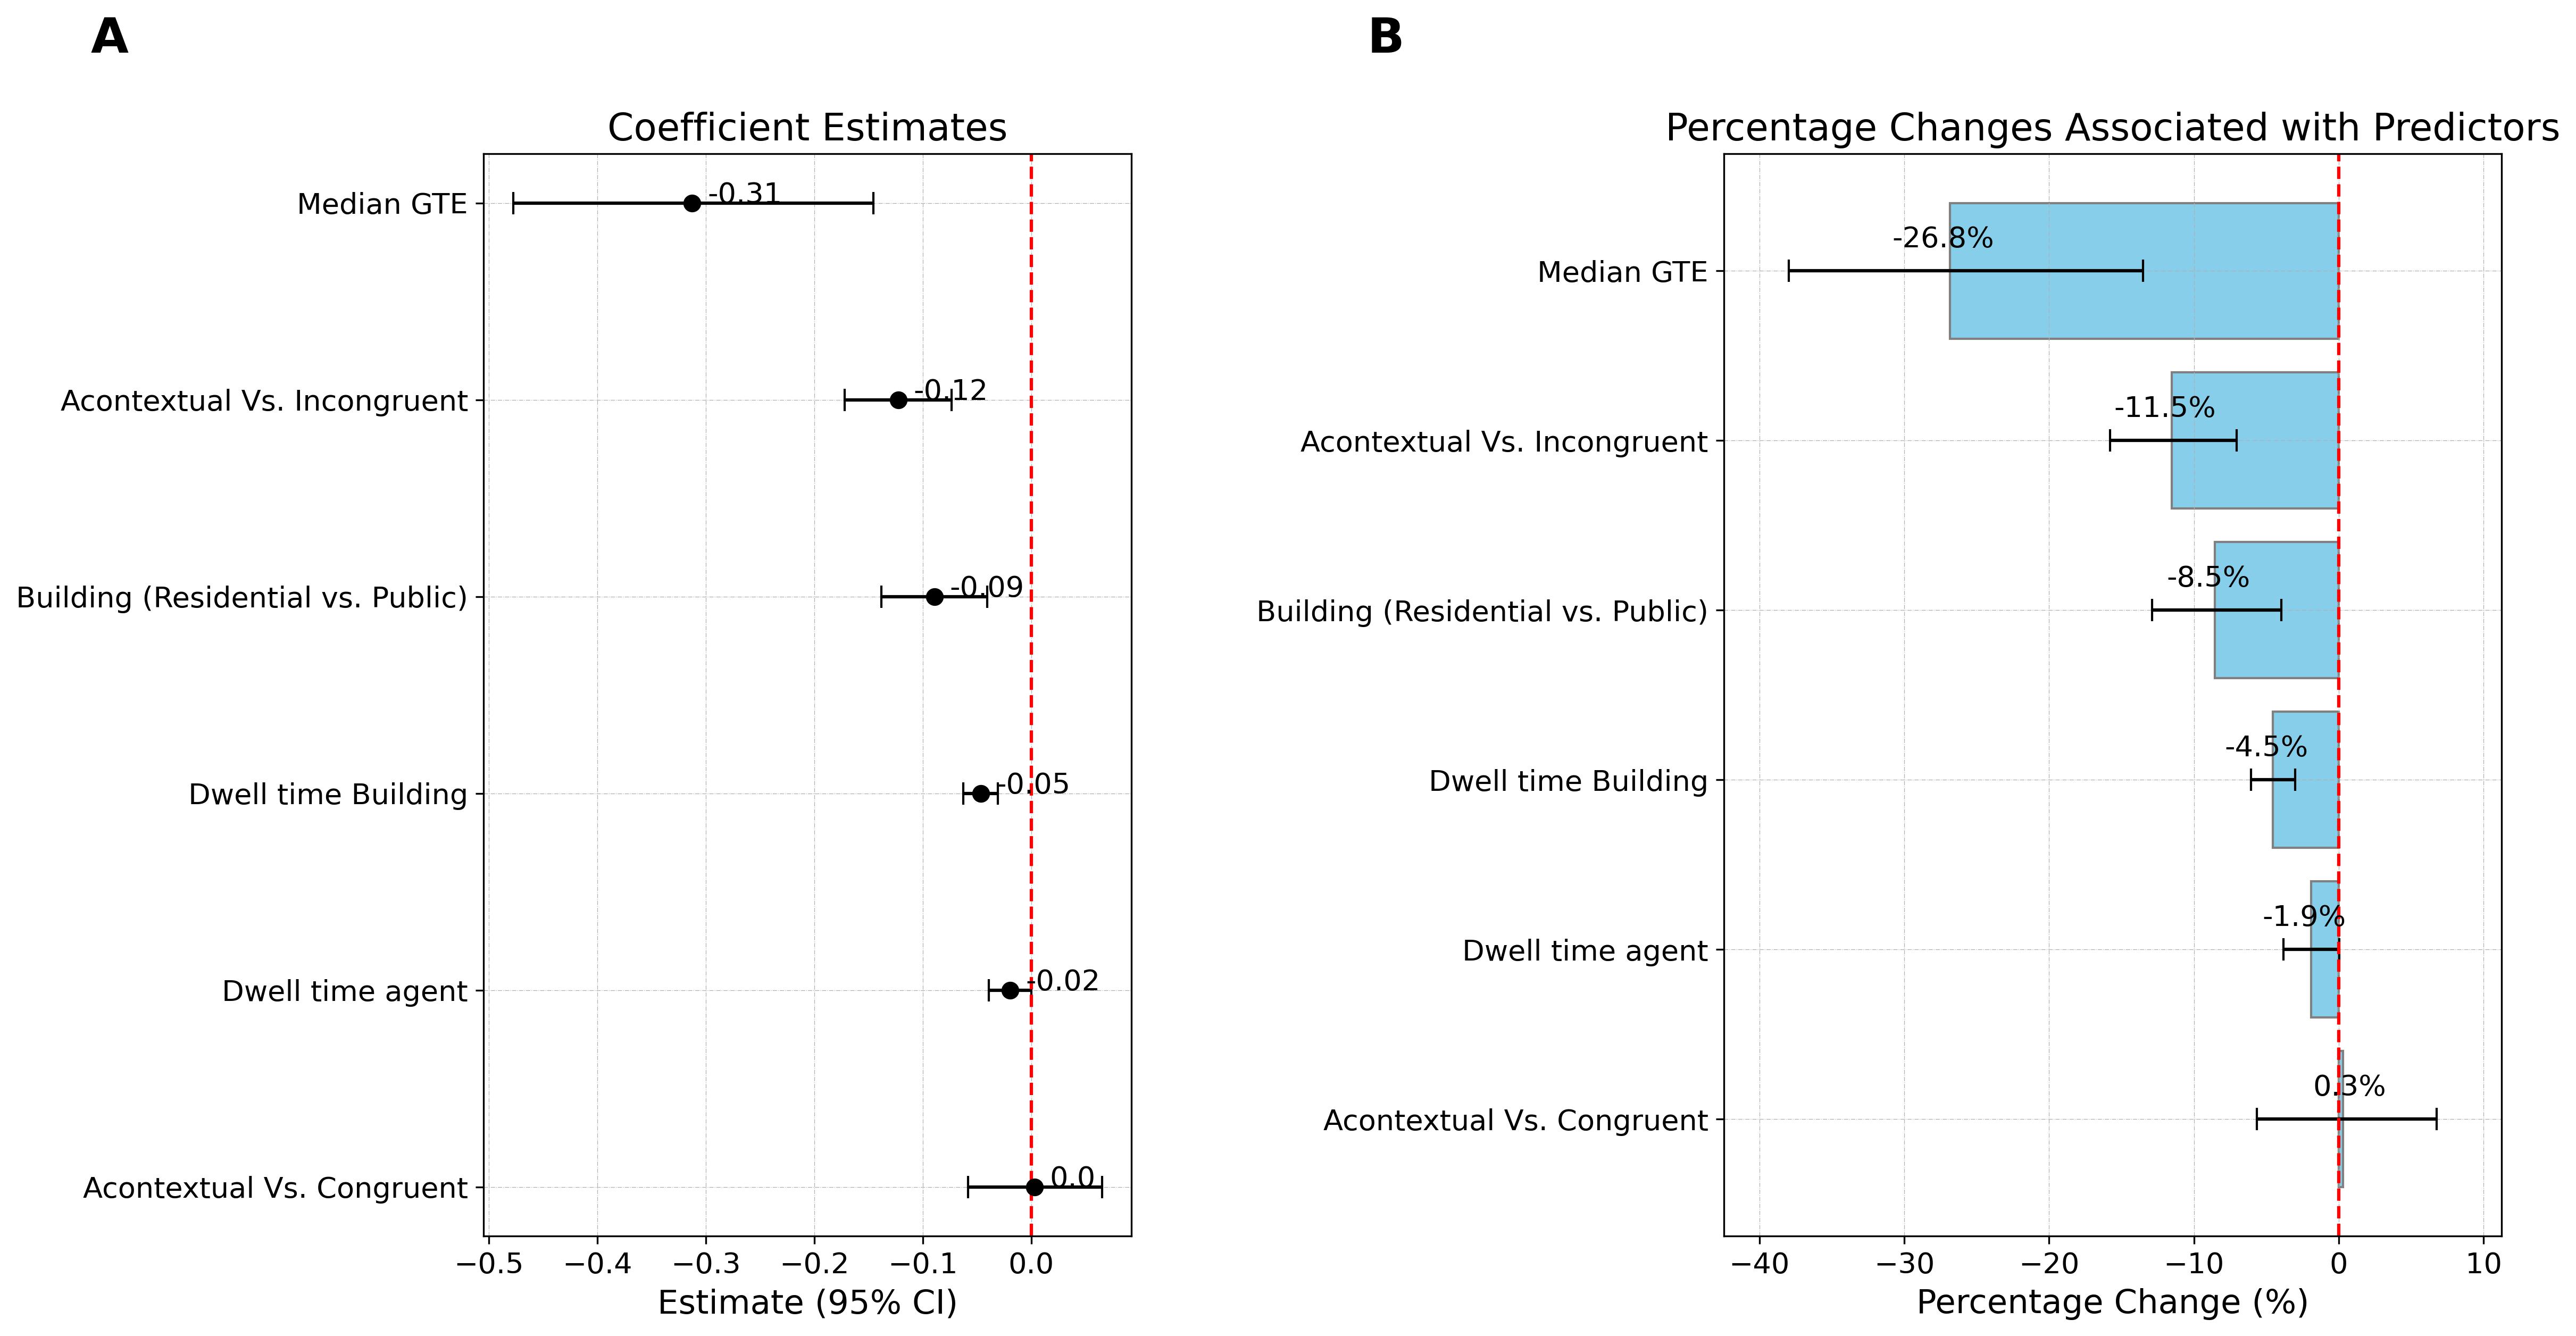 A
Coefficient Estimates
Median GTE
-0.31
Acontextual Vs. Incongruent
-0.12
Building (Residential vs. Public)
-0.09
Dwell time Building
-0.05
Dwell time agent
-0.02
Acontextual Vs. Congruent
0.0
−0.5 −0.4 −0.3 −0.2 −0.1 0.0
Estimate (95% CI)
B
Percentage Changes Associated with Predictors
Median GTE
-26.8%
Acontextual Vs. Incongruent
-11.5%
Building (Residential vs. Public)
-8.5%
Dwell time Building
-4.5%
Dwell time agent
-1.9%
Acontextual Vs. Congruent
0.3%
−40 −30 −20 −10 0 10
Percentage Change (%)